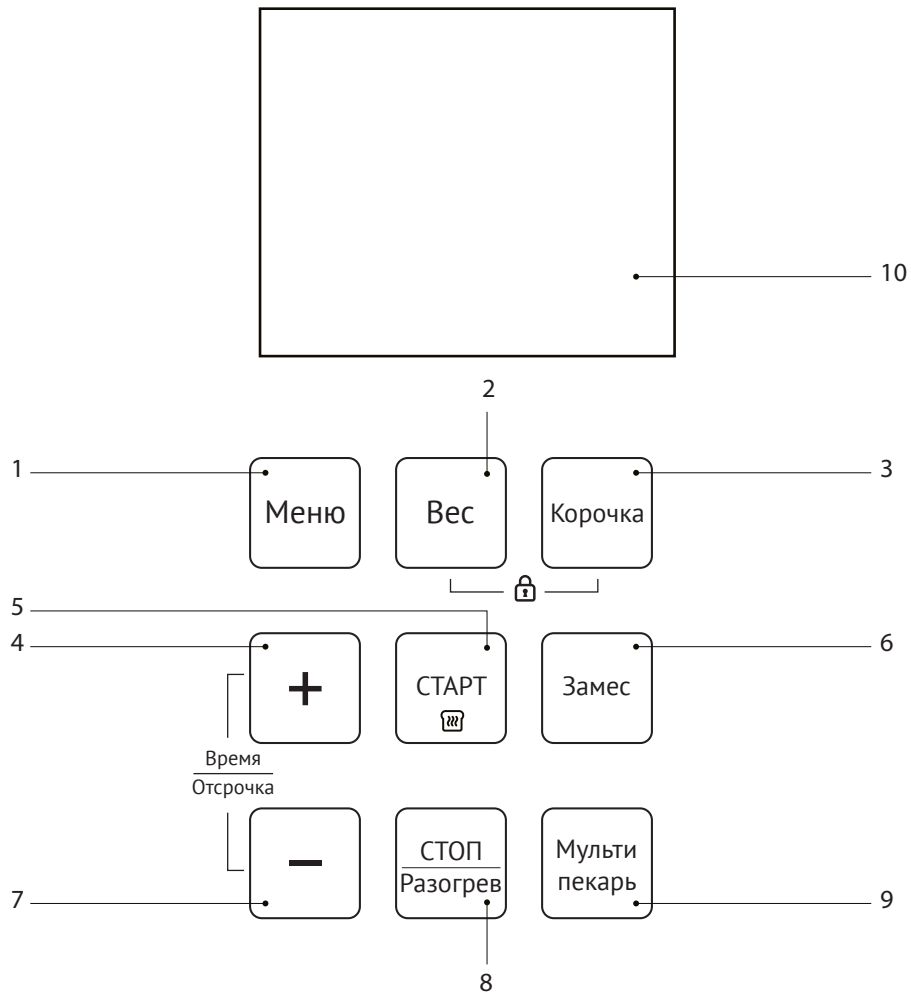 10
2
1
3
Меню
Вес
Корочка
5
4
6
+
СТАРТ
Замес
Время
Отсрочка
−
СТОП
Разогрев
Мульти
пекарь
7
9
8